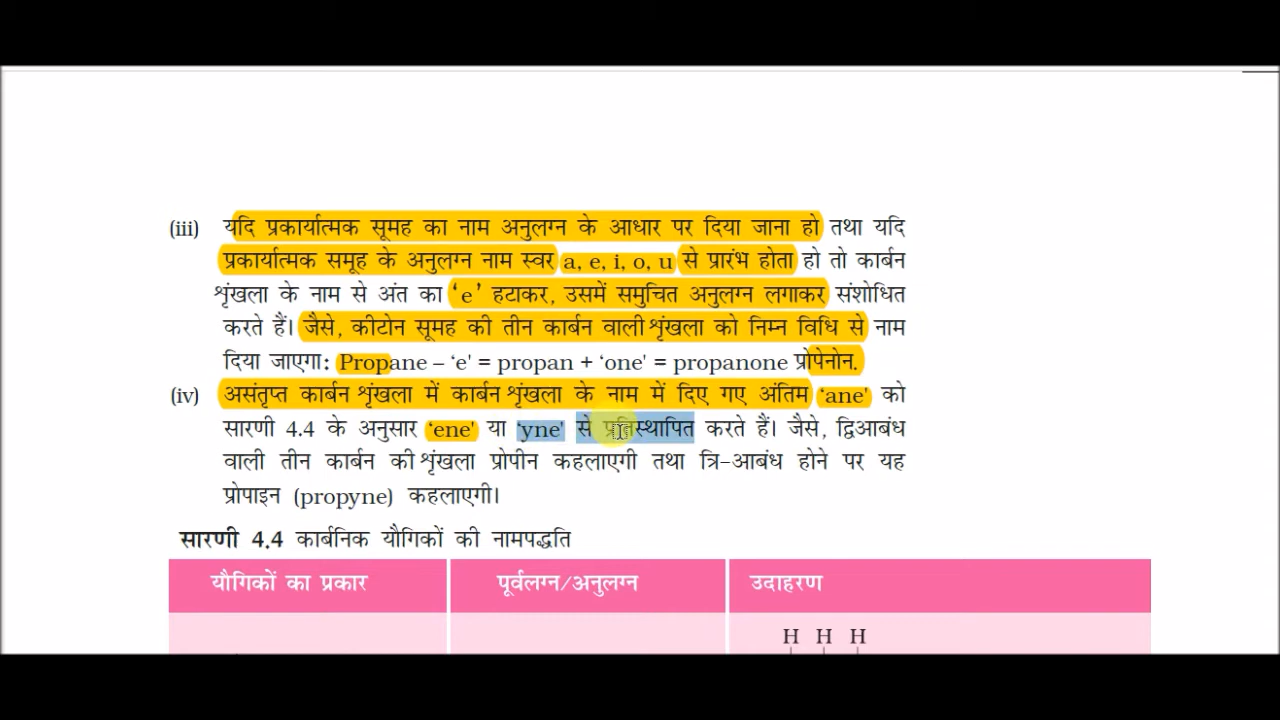 (iii) यदि प्रकार्यात्मक सूमह का नाम अनुलग्न के आधार पर दिया जाना हो तथा यदि
प्रकार्यात्मक समूह के अनुलग्न नाम स्वर a, e, i, o, u से प्रारंभ होता हो तो कार्बन
शृंखला के नाम से अंत का ‘e’ हटाकर, उसमें समुचित अनुलग्न लगाकर संशोधित
करते हैं। जैसे, कीटोन सूमह की तीन कार्बन वाली शृंखला को निम्न विधि से नाम
दिया जाएगा: Propane – ‘e' = propan + ‘one' = propanone प्रोपेनोन.
(iv) असंतृप्त कार्बन शृंखला में कार्बन शृंखला के नाम में दिए गए अंतिम ‘ane' को
सारणी 4.4 के अनुसार ‘ene' या ‘yne' से प्रतिस्थापित करते हैं। जैसे, द्विआबंध
वाली तीन कार्बन की शृंखला प्रोपीन कहलाएगी तथा त्रि-आबंध होने पर यह
प्रोपाइन (propyne) कहलाएगी।
सारणी 4.4 कार्बनिक यौगिकों की नामपद्धति
यौगिकों का प्रकार पूर्वलग्न/अनुलग्न उदाहरण
H H H